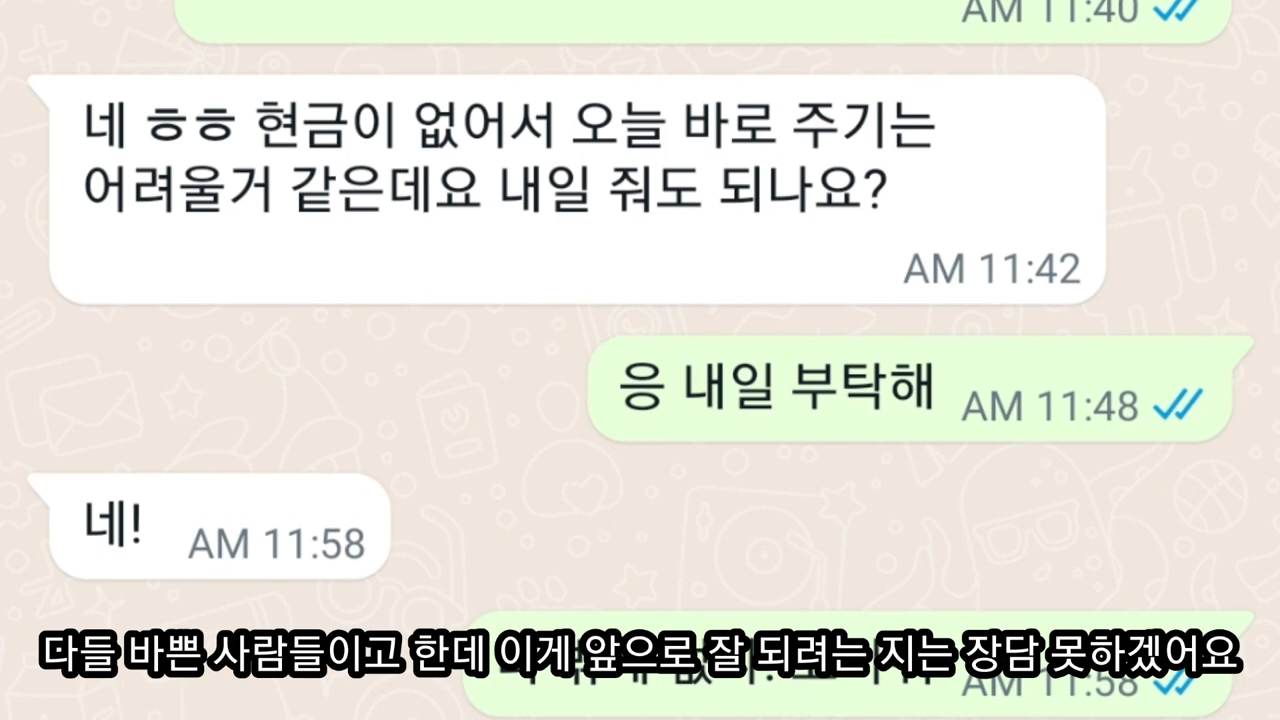 AM 11:40
네 ㅎㅎ 현금이 없어서 오늘 바로 주기는
어려울거 같은데요 내일 줘도 되나요?
AM 11:42
응 내일 부탁해 AM 11:48
네! AM 11:58
다들 바쁜 사람들이고 한데 이게 앞으로 잘 되려는 지는 장담 못하겠어요
AM 11:58